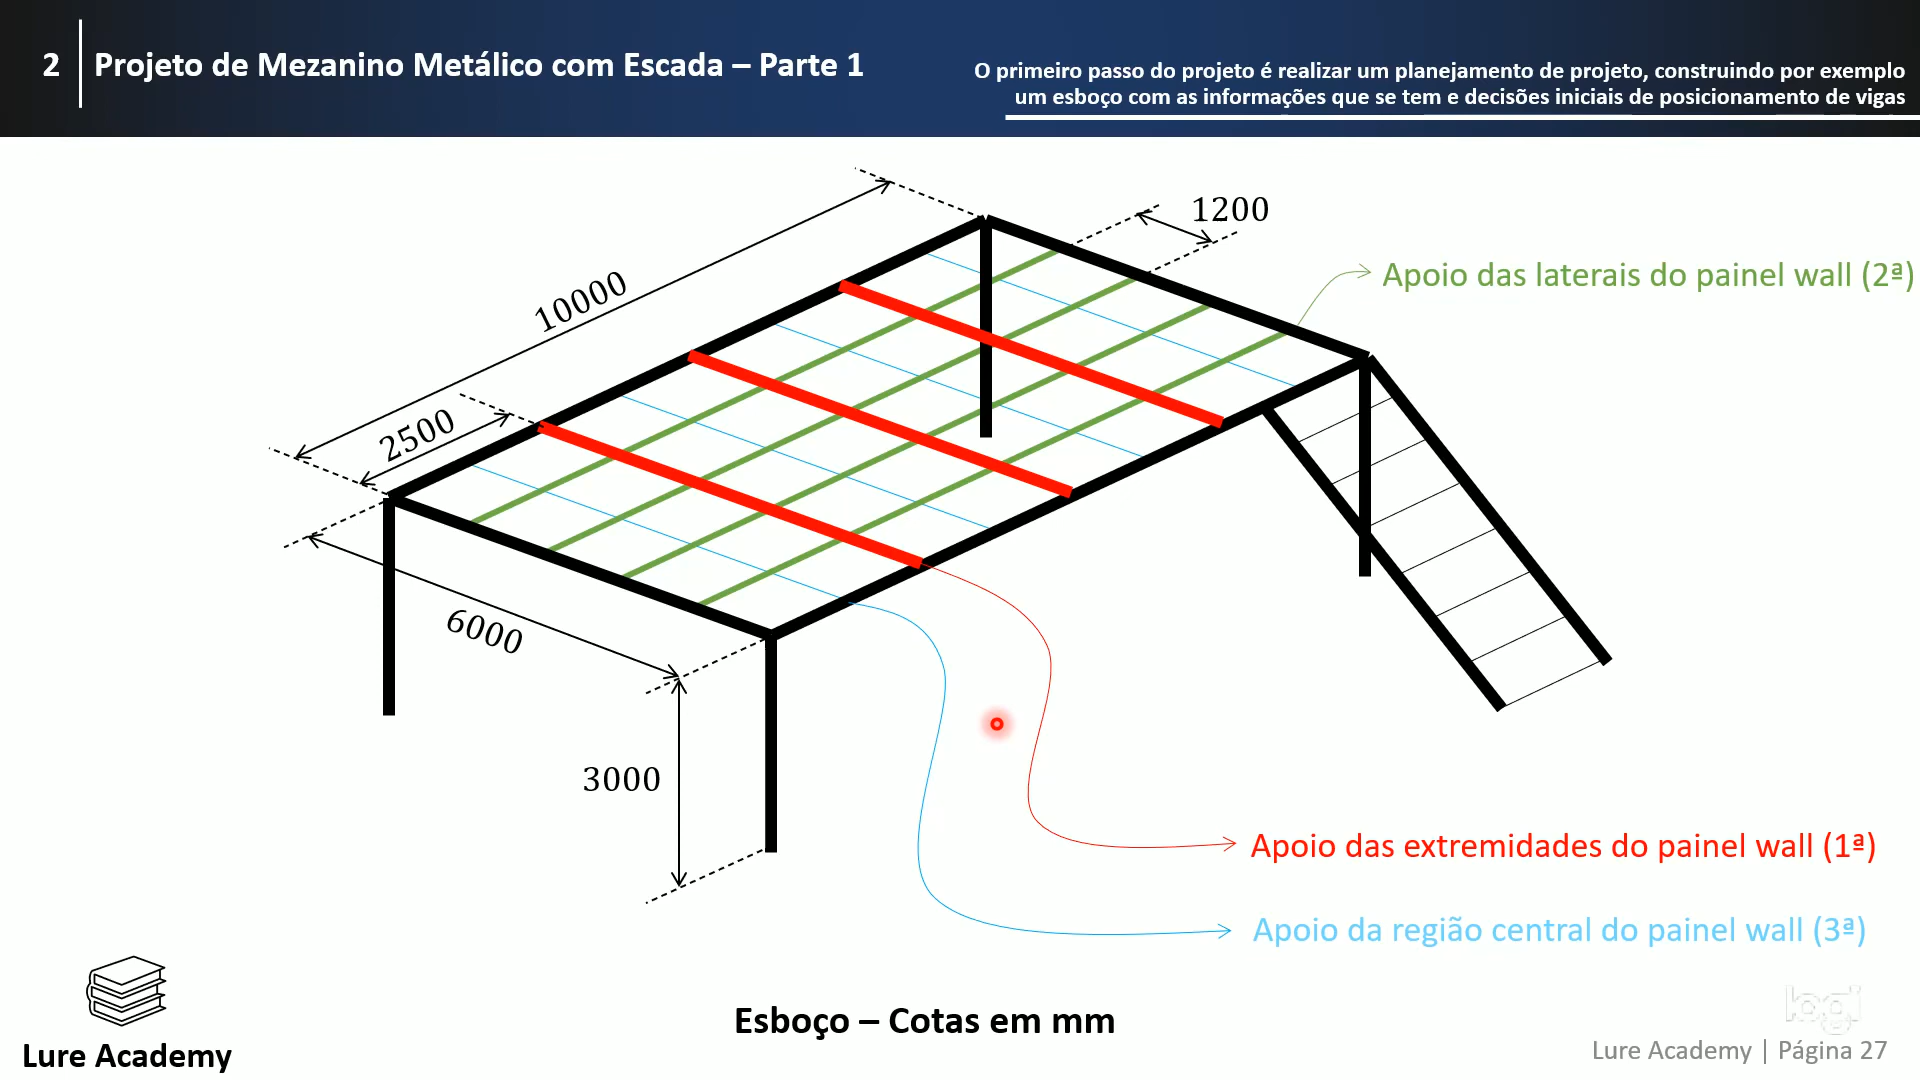 2
Projeto de Mezanino Metálico com Escada – Parte 1
O primeiro passo do projeto é realizar um planejamento de projeto, construindo por exemplo
um esboço com as informações que se tem e decisões iniciais de posicionamento de vigas
1200
10000
Apoio das laterais do painel wall (2ª)
2500
6000
3000
Apoio das extremidades do painel wall (1ª)
Apoio da região central do painel wall (3ª)
Esboço – Cotas em mm
logi
Lure Academy
Lure Academy | Página 27